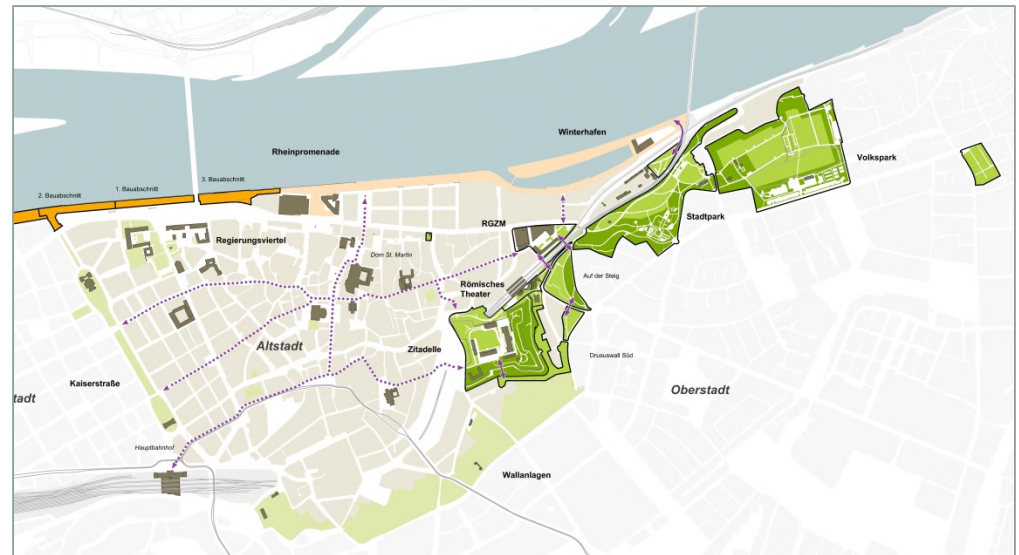 Winterhafen
Rheinpromenade
Volkspark
3. Bauabschnitt
1. Bauabschnitt
2. Bauabschnitt
Stadtpark
RGZM
Regierungsviertel
Dom St. Martin
Auf der Steig
Römisches
Theater
Altstadt
Zitadelle
Drususwall Süd
Kaiserstraße
Oberstadt
tadt
Hauptbahnhof
Wallanlagen